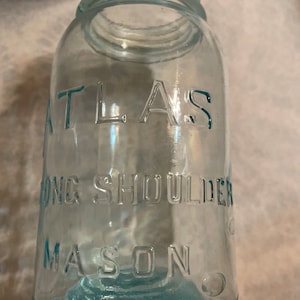 ATLAS
ONG SHOULDER
MASON.